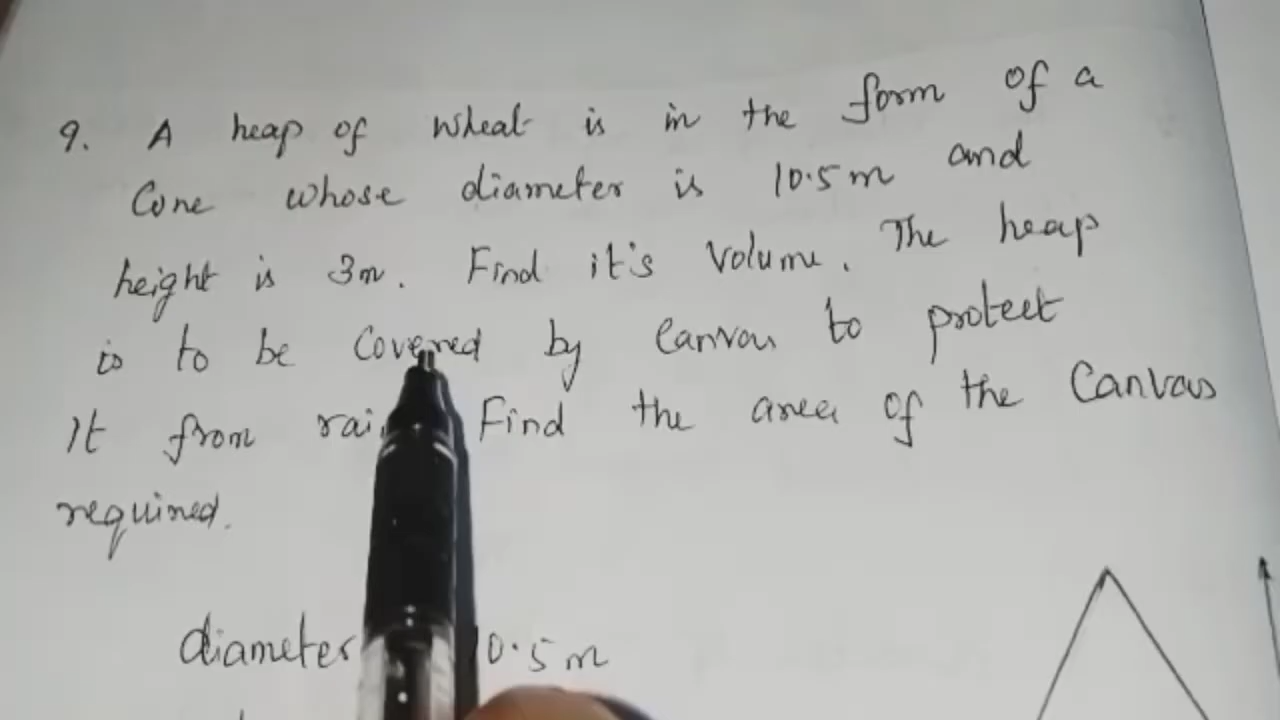 9. A heap of wheat is in the form of a
Cone whose diameter is 10.5m and
height is 3m. Find it's volume. The heap
is to be Covered by Canvas to protect
It from Find the area of the Canvas
required.
diameter 10.5m